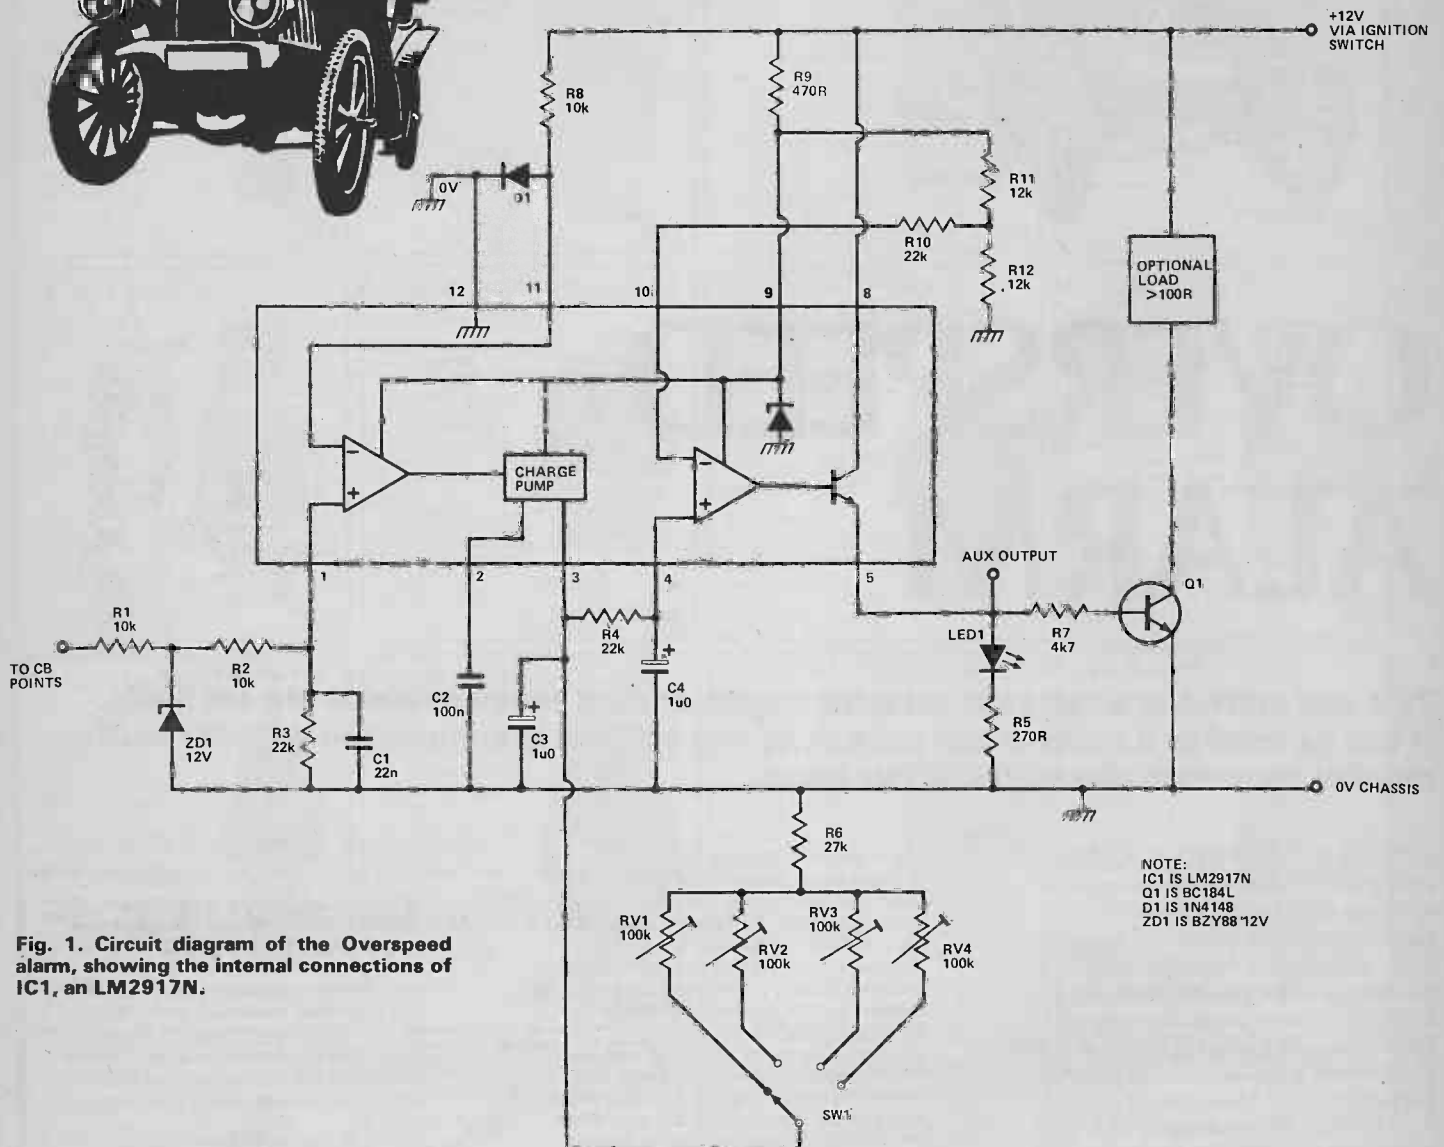 +12V
VIA IGNITION
SWITCH
R8
10k
R9
470R
0V
D1
R11
12k
R10
22k
R12
12k
OPTIONAL
LOAD
>100R
12
11
10
9
8
CHARGE
PUMP
1
2
3
4
5
AUX OUTPUT
Q1
R1
10k
TO CB
POINTS
R2
10k
R4
22k
LED1
R7
4k7
ZD1
12V
R3
22k
C1
22n
C2
100n
C3
1u0
C4
1u0
R5
270R
0V CHASSIS
R6
27k
NOTE:
IC1 IS LM2917N
Q1 IS BC184L
D1 IS 1N4148
ZD1 IS BZY88 12V
RV1
100k
RV2
100k
RV3
100k
RV4
100k
SW1
Fig. 1. Circuit diagram of the Overspeed
alarm, showing the internal connections of
IC1, an LM2917N.